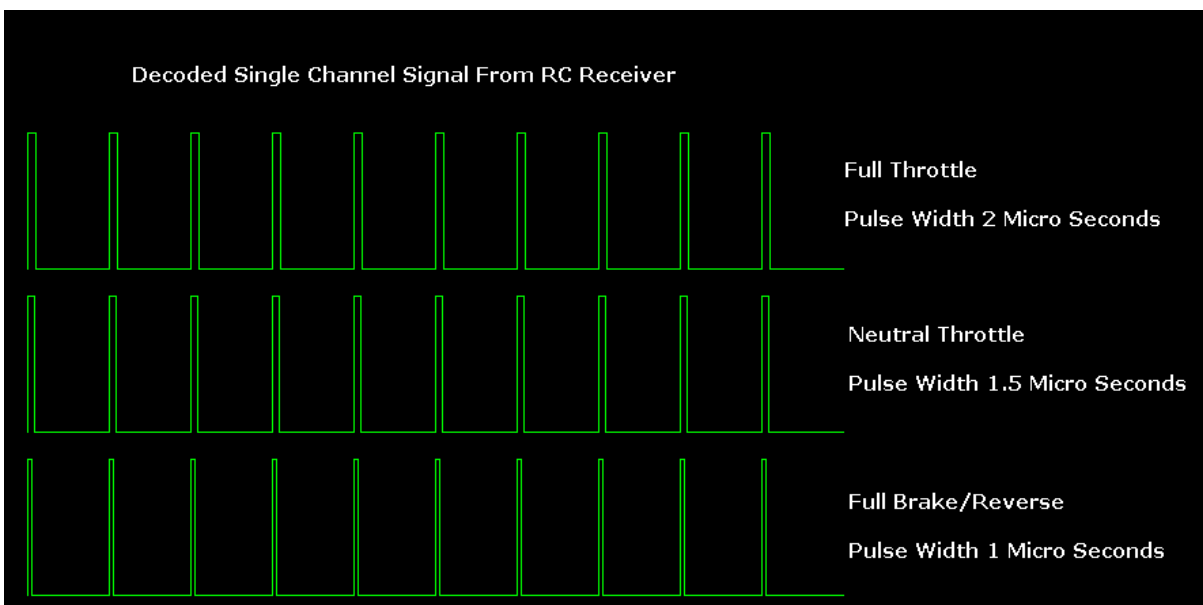 Decoded Single Channel Signal From RC Receiver
Full Throttle
Pulse Width 2 Micro Seconds
Neutral Throttle
Pulse Width 1.5 Micro Seconds
Full Brake/Reverse
Pulse Width 1 Micro Seconds